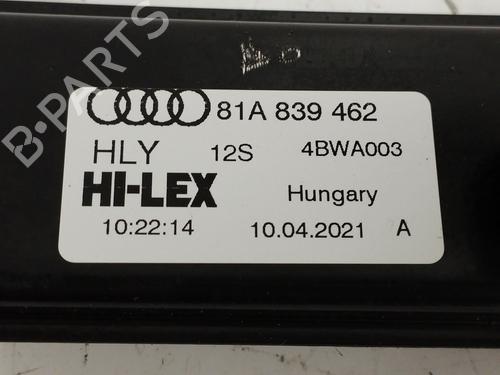 81A 839 462
HLY 12S 4BWA003
HI-LEX Hungary
10:22:14 10.04.2021 A
B-PARTS